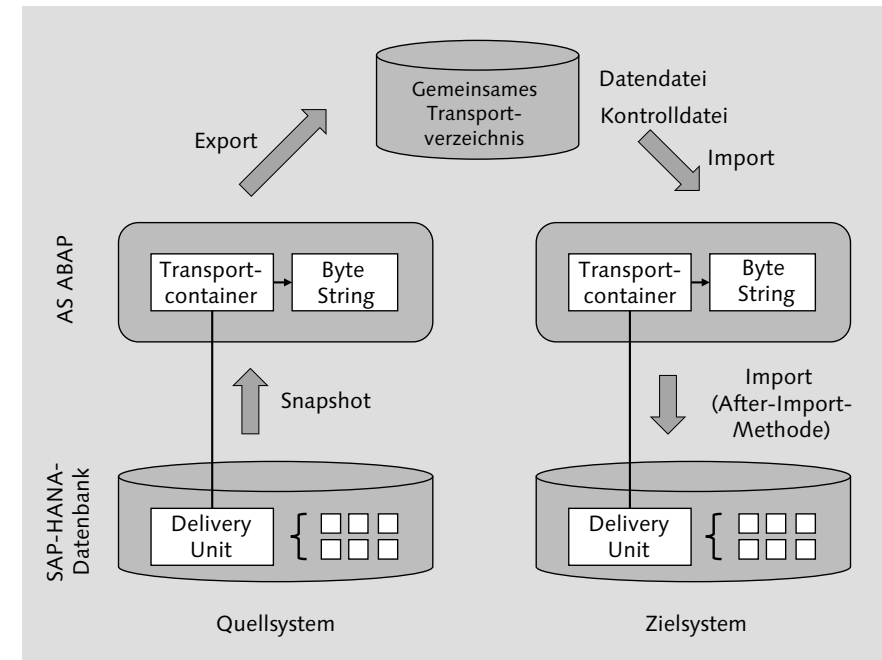 Gemeinsames
Transport-
verzeichnis
Datendatei
Kontrolldatei
Export
Import
AS ABAP
Transport-
container
Byte
String
Transport-
container
Byte
String
Snapshot
Import
(After-Import-
Methode)
SAP-HANA-
Datenbank
Delivery
Unit
Delivery
Unit
Quellsystem
Zielsystem